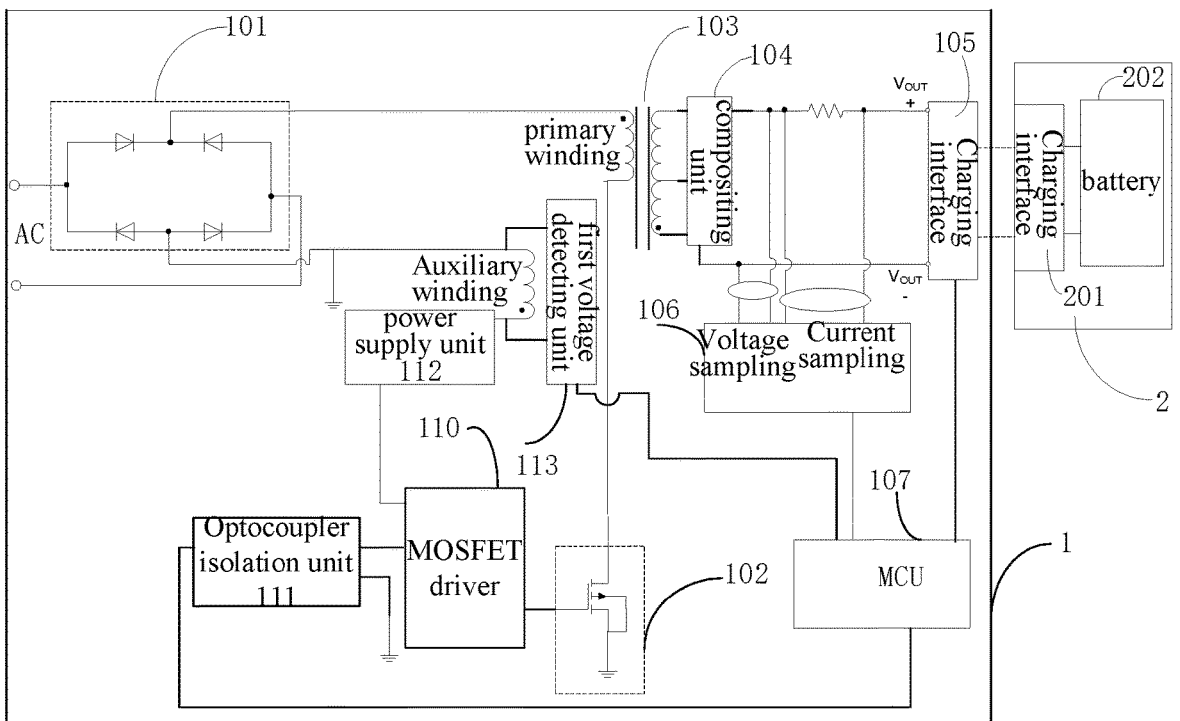 101
103
104
105
202
primary
winding
compositing
unit
VOUT
+
Charging
interface
Charging
interface
battery
AC
first voltage
detecting unit
Auxiliary
winding
VOUT
-
201
power
supply unit
112
106
Voltage
sampling
Current
sampling
2
110
113
107
Optocoupler
isolation unit
111
MOSFET
driver
102
MCU
1